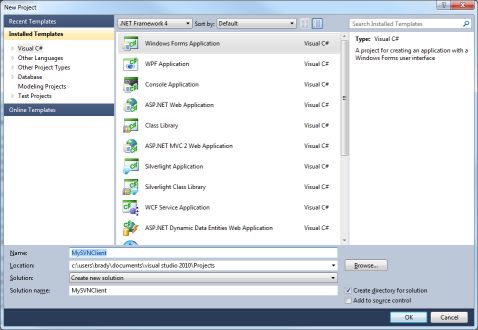 New Project
Recent Templates
.NET Framework 4
Sort by: Default
Search Installed Templates
Installed Templates
Visual C#
Other Languages
Other Project Types
Database
Modeling Projects
Test Projects
Online Templates
Windows Forms Application Visual C#
WPF Application Visual C#
Console Application Visual C#
ASP.NET Web Application Visual C#
Class Library Visual C#
ASP.NET MVC 2 Web Application Visual C#
Silverlight Application Visual C#
Silverlight Class Library Visual C#
WCF Service Application Visual C#
ASP.NET Dynamic Data Entities Web Application Visual C#
Type: Visual C#
A project for creating an application with a
Windows Forms user interface
Name: MySVNClient
Location: c:\users\brady\documents\visual studio 2010\Projects
Browse...
Solution: Create new solution
Solution name: MySVNClient
Create directory for solution
Add to source control
OK
Cancel